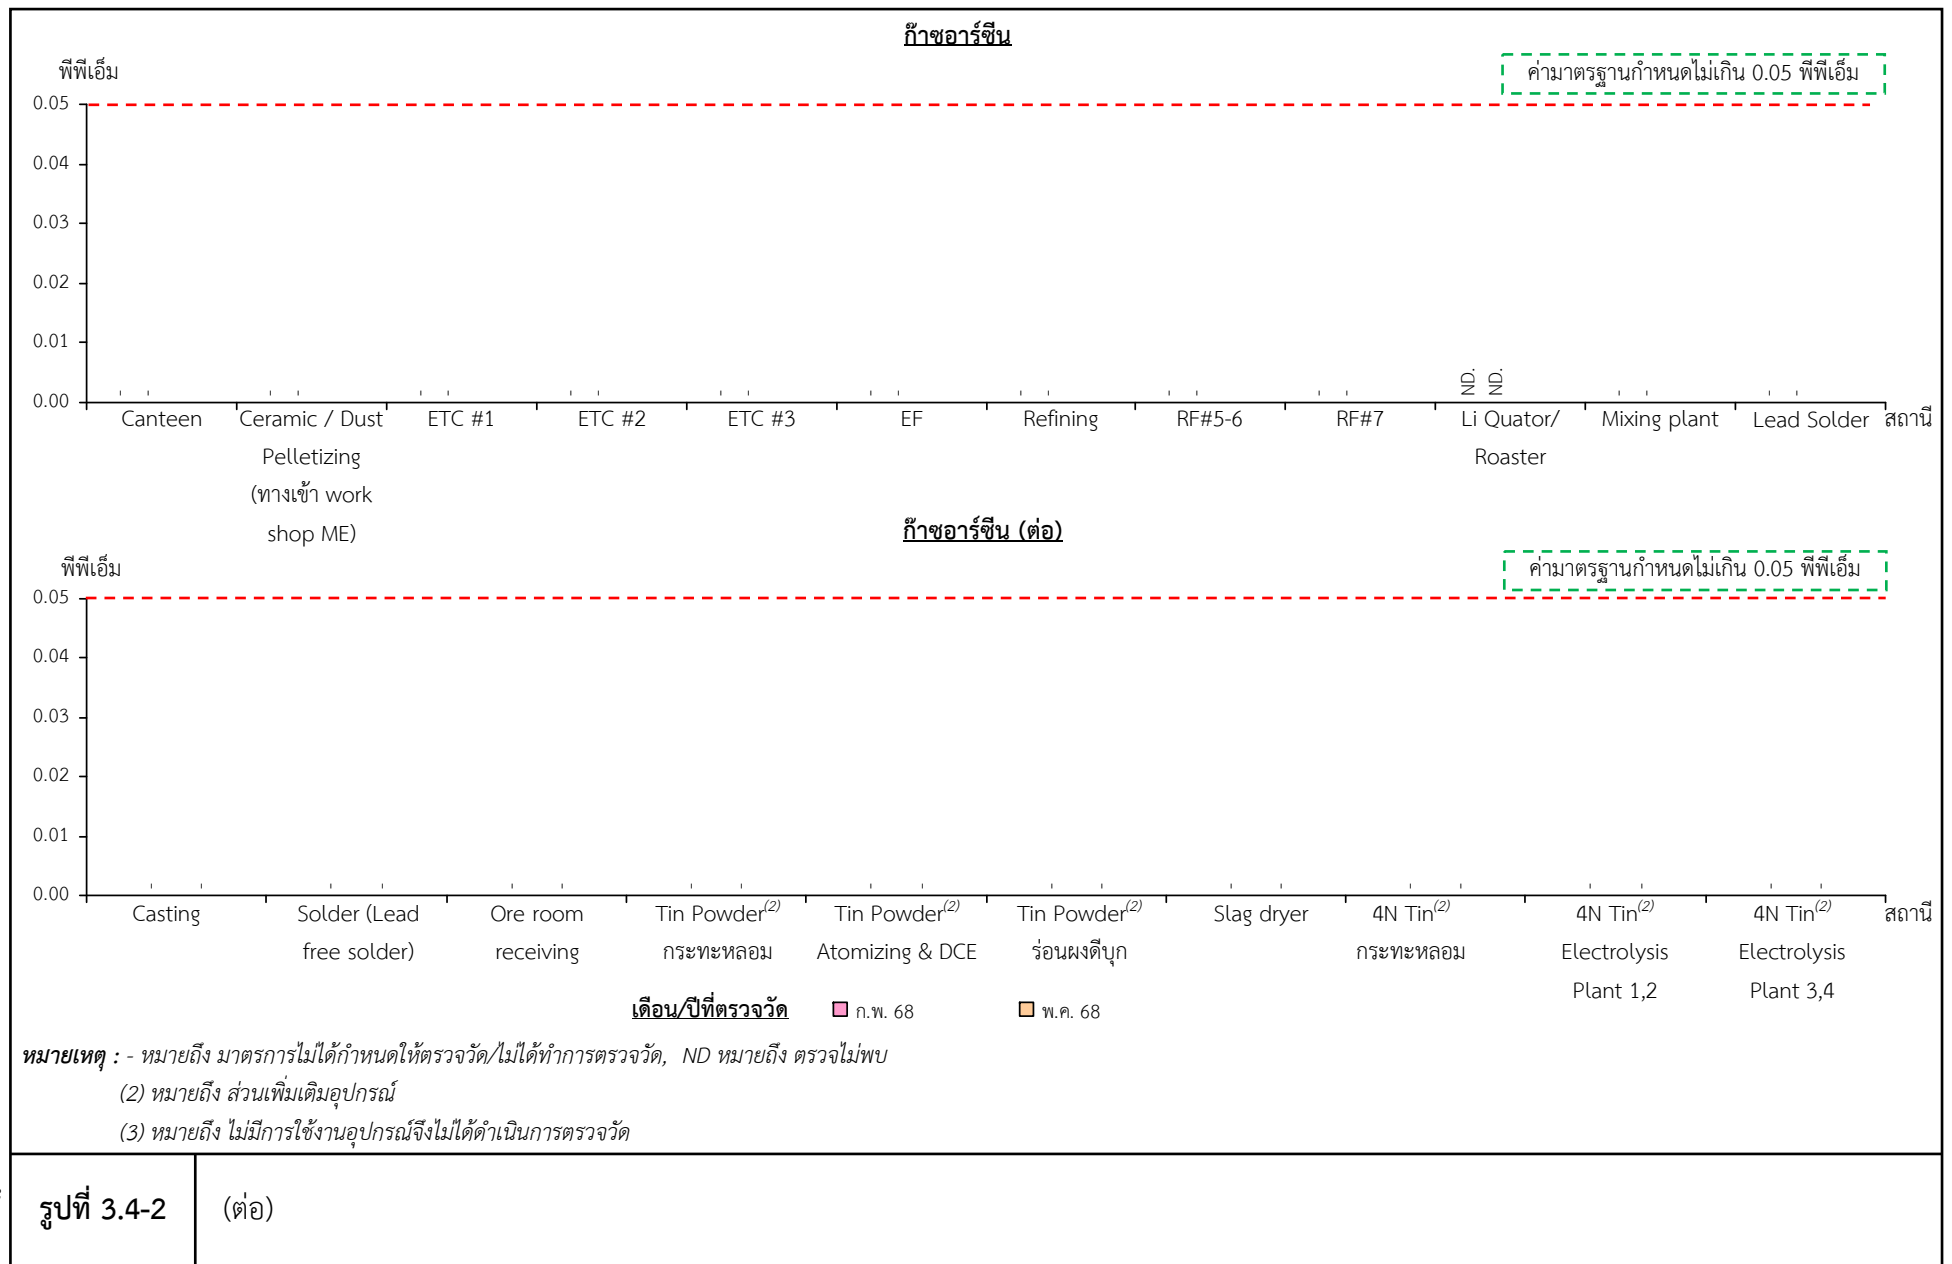 ก๊าซอาร์ซีน
พีพีเอ็ม
ค่ามาตรฐานกำหนดไม่เกิน 0.05 พีพีเอ็ม
0.05
0.04
0.03
0.02
0.01
0.00
- - - - - - - - - - - - - - - - - - ND. ND. - - - -
Canteen
Ceramic / Dust
Pelletizing
(ทางเข้า work
shop ME)
ETC #1
ETC #2
ETC #3
EF
Refining
RF#5-6
RF#7
Li Quator/
Roaster
Mixing plant
Lead Solder
สถานี
ก๊าซอาร์ซีน (ต่อ)
พีพีเอ็ม
ค่ามาตรฐานกำหนดไม่เกิน 0.05 พีพีเอ็ม
0.05
0.04
0.03
0.02
0.01
0.00
- - - - - - - - - - - - - - - - - - - -
Casting
Solder (Lead
free solder)
Ore room
receiving
Tin Powder(2)
กระทะหลอม
Tin Powder(2)
Atomizing & DCE
Tin Powder(2)
ร่อนผงดีบุก
Slag dryer
4N Tin(2)
กระทะหลอม
4N Tin(2)
Electrolysis
Plant 1,2
4N Tin(2)
Electrolysis
Plant 3,4
สถานี
เดือน/ปีที่ตรวจวัด ก.พ. 68 พ.ค. 68
หมายเหตุ : - หมายถึง มาตรการไม่ได้กำหนดให้ตรวจวัด/ไม่ได้ทำการตรวจวัด, ND หมายถึง ตรวจไม่พบ
(2) หมายถึง ส่วนเพิ่มเติมอุปกรณ์
(3) หมายถึง ไม่มีการใช้งานอุปกรณ์จึงไม่ได้ดำเนินการตรวจวัด
รูปที่ 3.4-2 (ต่อ)